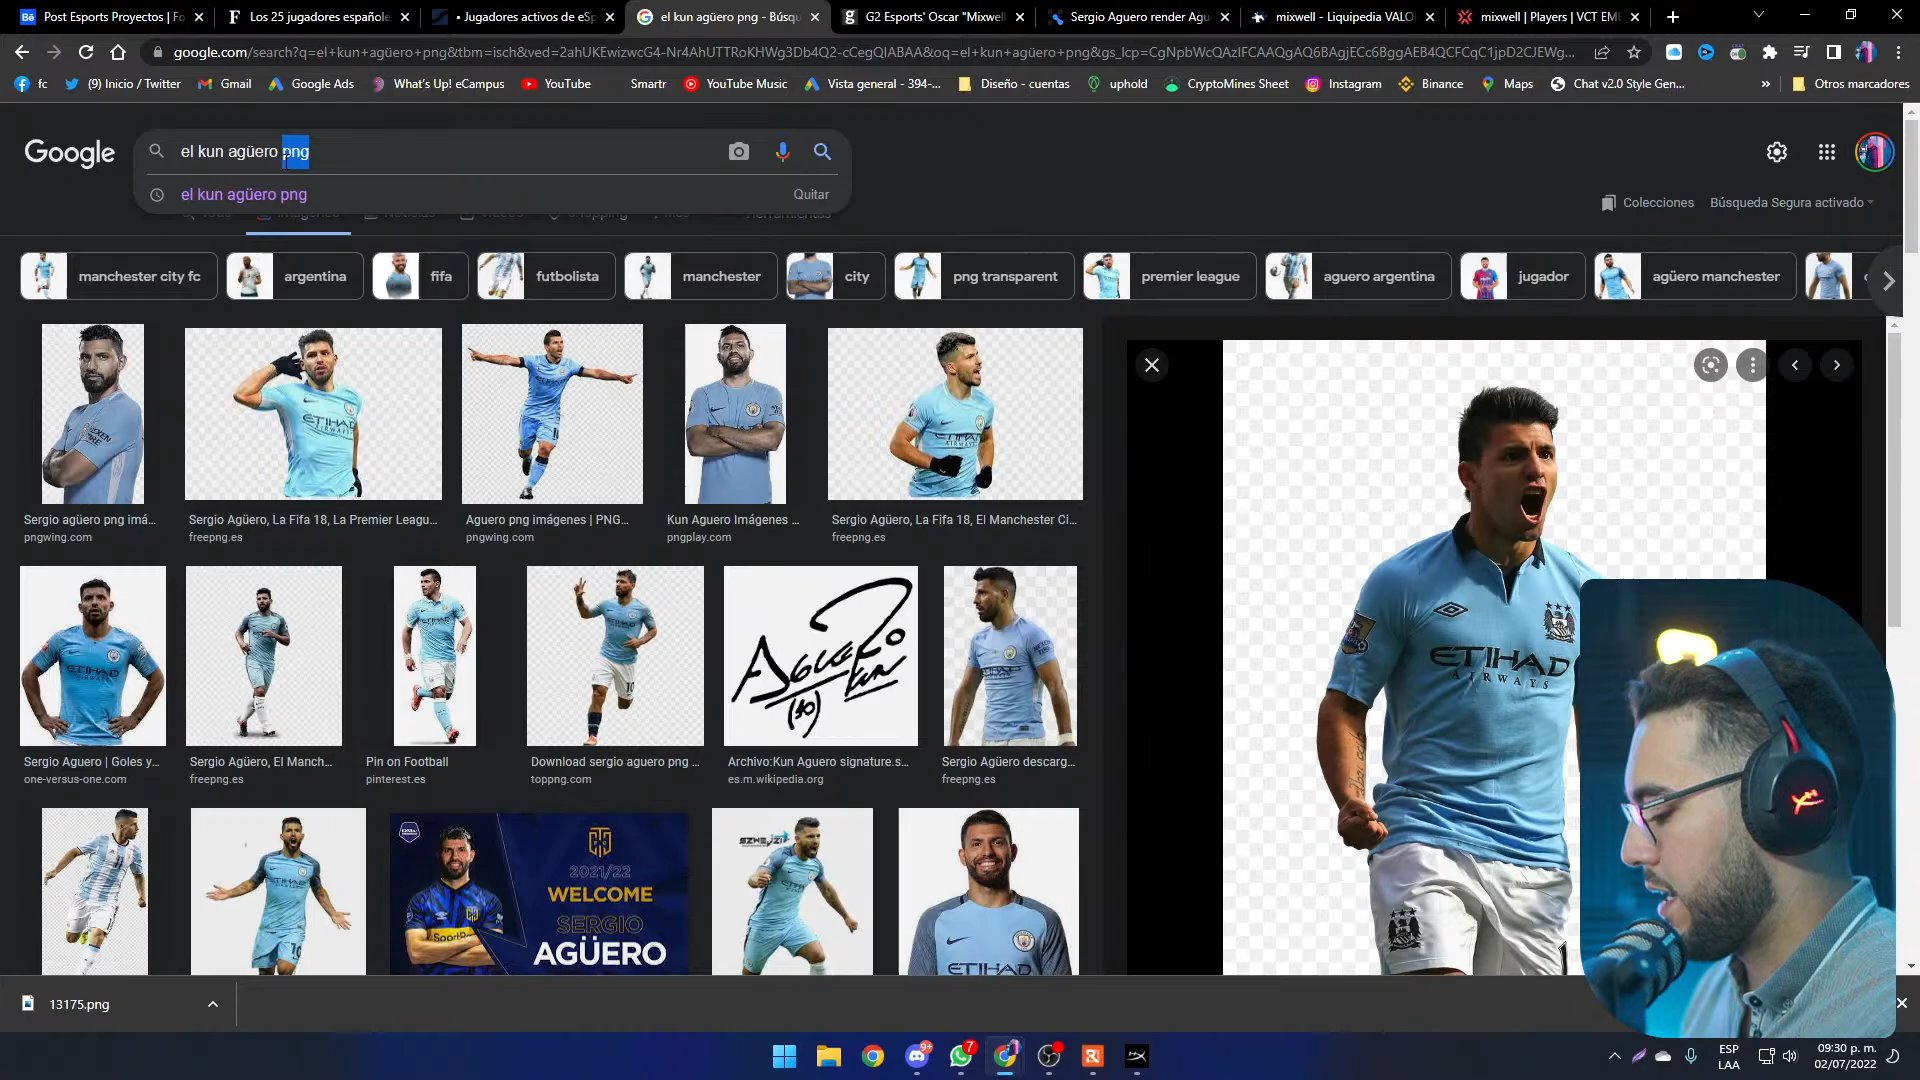 Post Esports Proyectos | Fo
Los 25 jugadores españole
• Jugadores activos de eSp
el kun agüero png - Búsqu
G2 Esports' Oscar "Mixwell
Sergio Aguero render Agu
mixwell - Liquipedia VALO
mixwell | Players | VCT EME
google.com/search?q=el+kun+agüero+png&tbm=isch&ved=2ahUKEwizwcG4-Nr4AhUTTRoKHWg3Db4Q2-cCegQIABAA&oq=el+kun+agüero+png&gs_lcp=CgNpbWcQAzIFCAAQgAQ6BAgjECc6BggAEB4QCFCqC1jpD2CJEWg...
fc
(9) Inicio / Twitter
Gmail
Google Ads
What's Up! eCampus
YouTube
Smartr
YouTube Music
Vista general - 394-...
Diseño - cuentas
uphold
CryptoMines Sheet
Instagram
Binance
Maps
Chat v2.0 Style Gen...
»
Otros marcadores
Google
el kun agüero png
el kun agüero png
Quitar
Colecciones
Búsqueda Segura activado
manchester city fc
argentina
fifa
futbolista
manchester
city
png transparent
premier league
aguero argentina
jugador
agüero manchester
Sergio agüero png imá...
pngwing.com
Sergio Agüero, La Fifa 18, La Premier Leagu...
freepng.es
Aguero png imágenes | PNG...
pngwing.com
Kun Aguero Imágenes ...
pngplay.com
Sergio Agüero, La Fifa 18, El Manchester Ci...
freepng.es
ETIHAD
AIRWAYS
Sergio Aguero | Goles y...
one-versus-one.com
Sergio Aguero, El Manch...
freepng.es
Pin on Football
pinterest.es
Download sergio aguero png ...
toppng.com
Archivo:Kun Aguero signature.s...
es.m.wikipedia.org
Sergio Agüero descarg...
freepng.es
2021/22
WELCOME
SERGIO
AGÜERO
ETIHAD
13175.png
9+
7
ESP
LAA
09:30 p. m.
02/07/2022